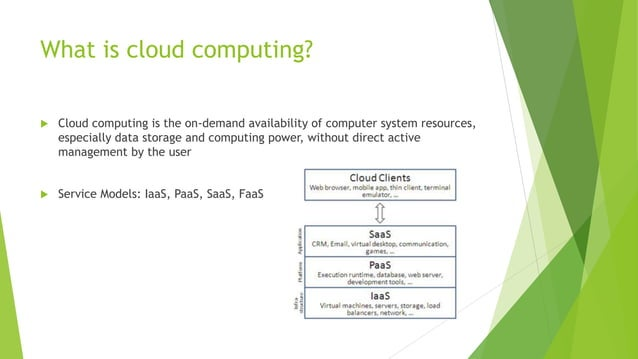 What is cloud computing?
Cloud computing is the on-demand availability of computer system resources,
especially data storage and computing power, without direct active
management by the user
Service Models: IaaS, PaaS, SaaS, FaaS
Cloud Clients
Web browser, mobile app, thin client, terminal
emulator, ...
Application
SaaS
CRM, Email, virtual desktop, communication,
games, ...
Platform
PaaS
Execution runtime, database, web server,
development tools, ...
Infra-
structure
IaaS
Virtual machines, servers, storage, load
balancers, network, ...